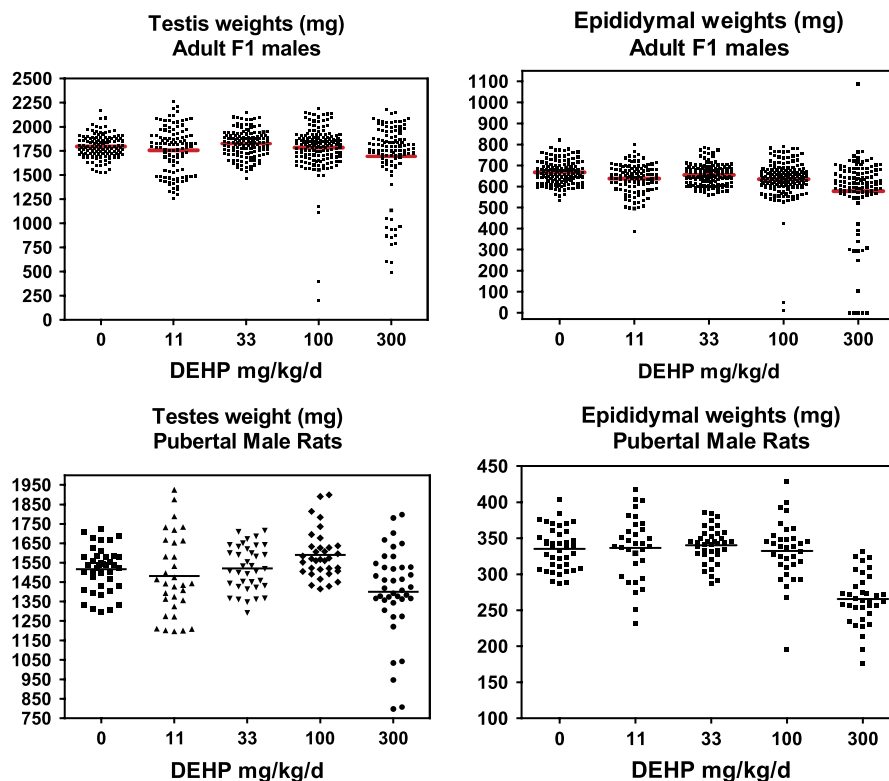 Testis weights (mg)
Adult F1 males
2500
2250
2000
1750
1500
1250
1000
750
500
250
0
0 11 33 100 300
DEHP mg/kg/d
Epididymal weights (mg)
Adult F1 males
1100
1000
900
800
700
600
500
400
300
200
100
0
0 11 33 100 300
DEHP mg/kg/d
Testes weight (mg)
Pubertal Male Rats
1950
1850
1750
1650
1550
1450
1350
1250
1150
1050
950
850
750
0 11 33 100 300
DEHP mg/kg/d
Epididymal weights (mg)
Pubertal Male Rats
450
400
350
300
250
200
150
100
0 11 33 100 300
DEHP mg/kg/d